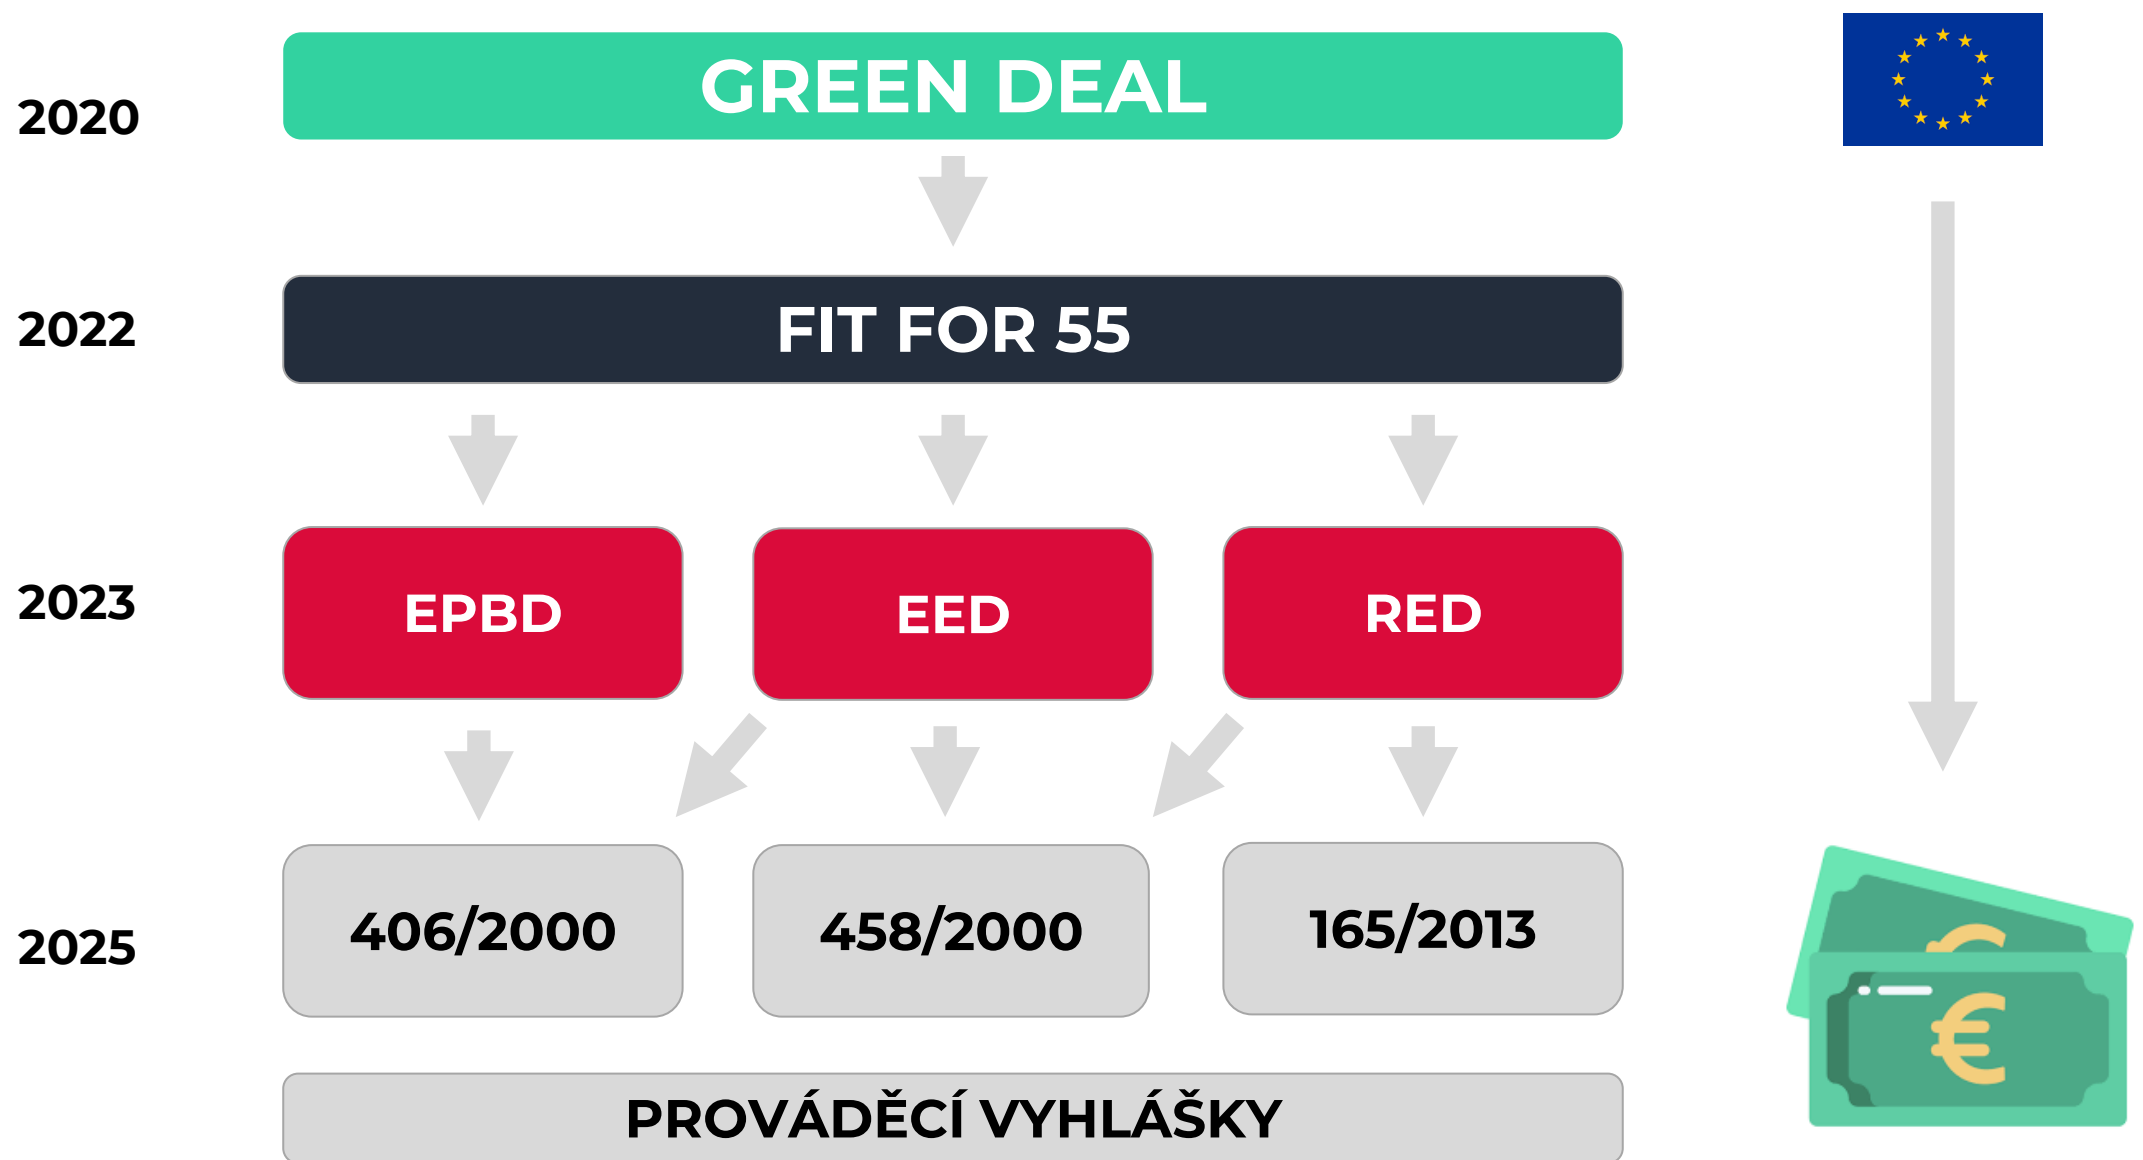 2020
GREEN DEAL
2022
FIT FOR 55
2023
EPBD
EED
RED
2025
406/2000
458/2000
165/2013
PROVÁDĚCÍ VYHLÁŠKY
€
€